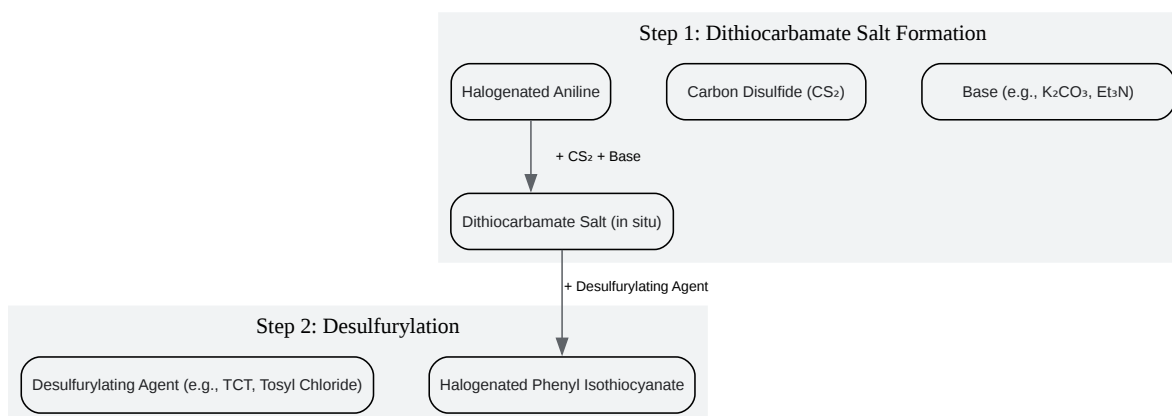 Step 1: Dithiocarbamate Salt Formation
Halogenated Aniline
Carbon Disulfide (CS₂)
Base (e.g., K₂CO₃, Et₃N)
+ CS₂ + Base
Dithiocarbamate Salt (in situ)
+ Desulfurylating Agent
Step 2: Desulfurylation
Desulfurylating Agent (e.g., TCT, Tosyl Chloride)
Halogenated Phenyl Isothiocyanate